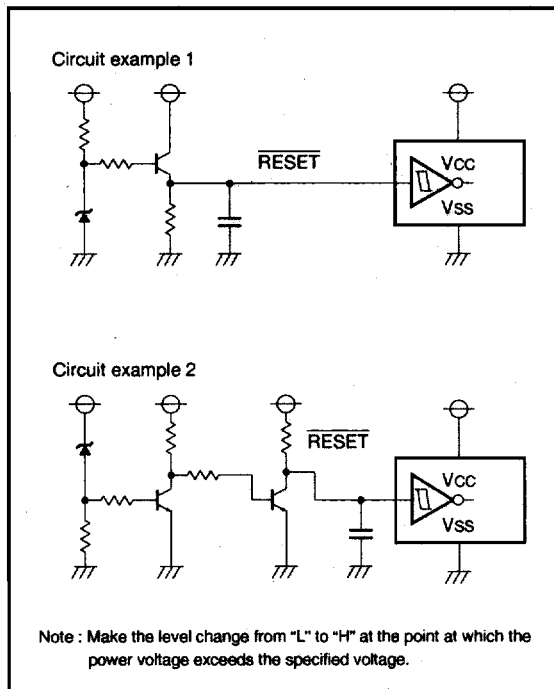 Circuit example 1
RESET
VCC
VSS
Circuit example 2
RESET
VCC
VSS
Note : Make the level change from "L" to "H" at the point at which the
power voltage exceeds the specified voltage.